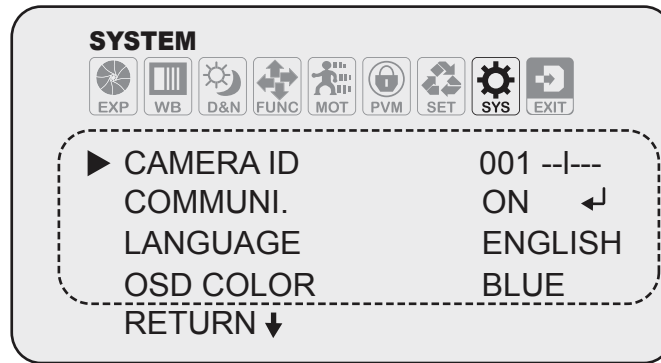 SYSTEM
EXP WB D&N FUNC MOT PVM SET SYS EXIT
▶ CAMERA ID 001 --I---
COMMUNI. ON ↲
LANGUAGE ENGLISH
OSD COLOR BLUE
RETURN ↓